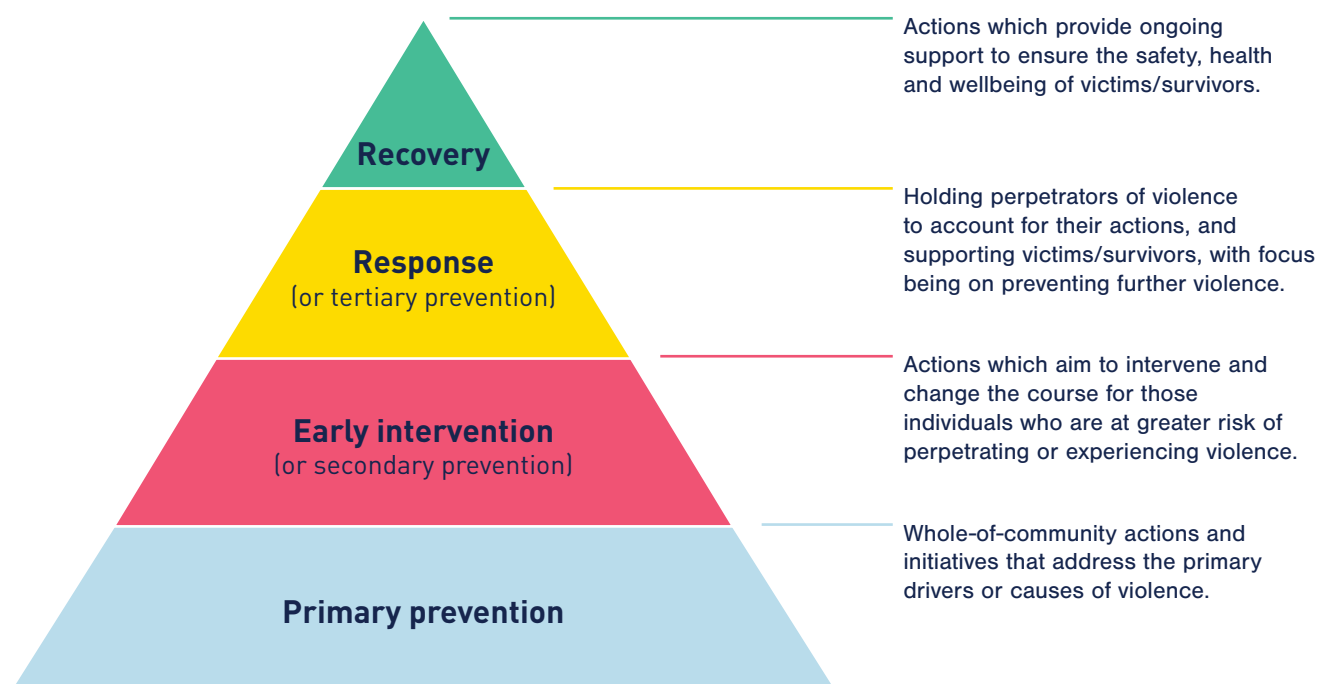 Actions which provide ongoing
support to ensure the safety, health
and wellbeing of victims/survivors.
Recovery
Holding perpetrators of violence
to account for their actions, and
supporting victims/survivors, with focus
being on preventing further violence.
Response
(or tertiary prevention)
Actions which aim to intervene and
change the course for those
individuals who are at greater risk of
perpetrating or experiencing violence.
Early intervention
(or secondary prevention)
Whole-of-community actions and
initiatives that address the primary
drivers or causes of violence.
Primary prevention